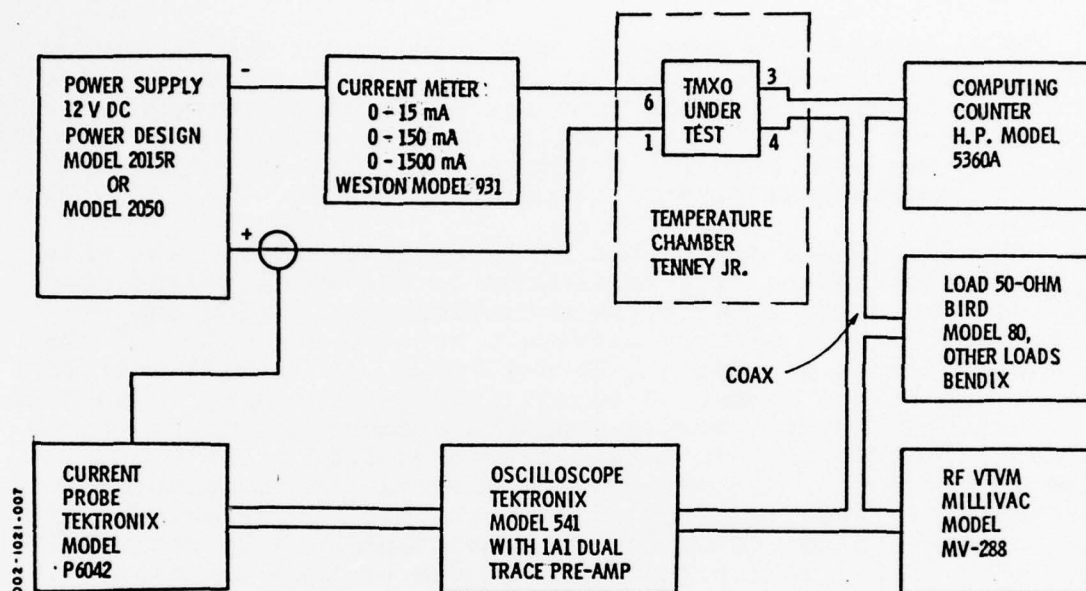 POWER SUPPLY
12 V DC
POWER DESIGN
MODEL 2015R
OR
MODEL 2050
-
+
CURRENT METER:
0 - 15 mA
0 - 150 mA
0 - 1500 mA
WESTON MODEL 931
6
1
TMXO
UNDER
TEST
3
4
TEMPERATURE
CHAMBER
TENNEY JR.
COMPUTING
COUNTER
H.P. MODEL
5360A
LOAD 50-OHM
BIRD
MODEL 80,
OTHER LOADS
BENDIX
COAX
CURRENT
PROBE
TEKTRONIX
MODEL
P6042
OSCILLOSCOPE
TEKTRONIX
MODEL 541
WITH 1A1 DUAL
TRACE PRE-AMP
RF VTVM
MILLIVAC
MODEL
MV-288
002-1021-007